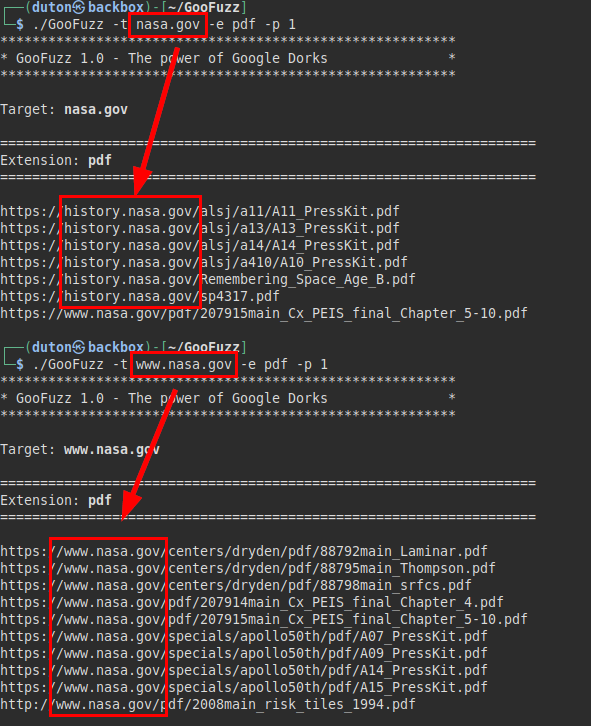 ┌──(duton㉿backbox)-[~/GooFuzz]
└─$ ./GooFuzz -t nasa.gov -e pdf -p 1
*********************************************************
* GooFuzz 1.0 - The power of Google Dorks               *
*********************************************************
Target: nasa.gov
===================================================================
Extension: pdf
===================================================================
https://history.nasa.gov/alsj/a11/A11_PressKit.pdf
https://history.nasa.gov/alsj/a13/A13_PressKit.pdf
https://history.nasa.gov/alsj/a14/A14_PressKit.pdf
https://history.nasa.gov/alsj/a410/A10_PressKit.pdf
https://history.nasa.gov/Remembering_Space_Age_B.pdf
https://history.nasa.gov/sp4317.pdf
https://www.nasa.gov/pdf/207915main_Cx_PEIS_final_Chapter_5-10.pdf
┌──(duton㉿backbox)-[~/GooFuzz]
└─$ ./GooFuzz -t www.nasa.gov -e pdf -p 1
*********************************************************
* GooFuzz 1.0 - The power of Google Dorks               *
*********************************************************
Target: www.nasa.gov
===================================================================
Extension: pdf
===================================================================
https://www.nasa.gov/centers/dryden/pdf/88792main_Laminar.pdf
https://www.nasa.gov/centers/dryden/pdf/88795main_Thompson.pdf
https://www.nasa.gov/centers/dryden/pdf/88798main_srfcs.pdf
https://www.nasa.gov/pdf/207914main_Cx_PEIS_final_Chapter_4.pdf
https://www.nasa.gov/pdf/207915main_Cx_PEIS_final_Chapter_5-10.pdf
https://www.nasa.gov/specials/apollo50th/pdf/A07_PressKit.pdf
https://www.nasa.gov/specials/apollo50th/pdf/A09_PressKit.pdf
https://www.nasa.gov/specials/apollo50th/pdf/A14_PressKit.pdf
https://www.nasa.gov/specials/apollo50th/pdf/A15_PressKit.pdf
http://www.nasa.gov/pdf/2008main_risk_tiles_1994.pdf